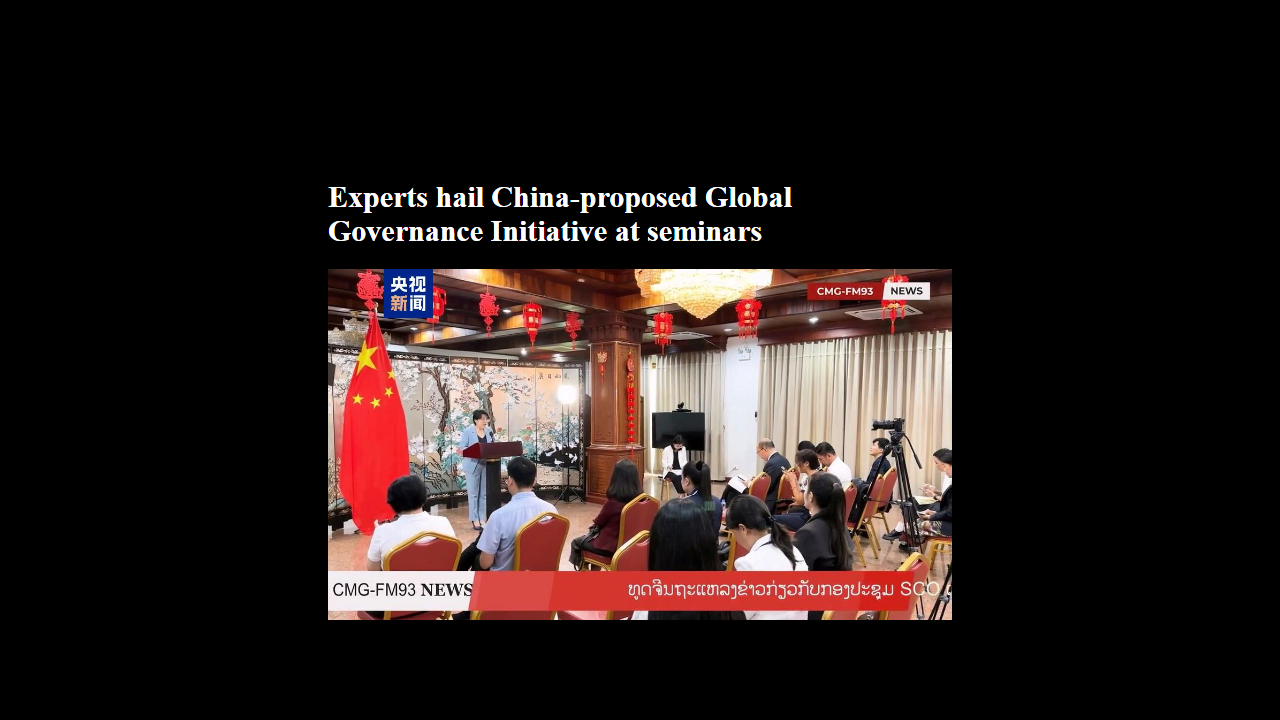 Experts hail China-proposed Global
Governance Initiative at seminars
央视
新闻
CMG-FM93 NEWS
CMG-FM93 NEWS
ທູດຈີນຖະແຫລງຂ່າວກ່ຽວກັບກອງປະຊຸມ SCO